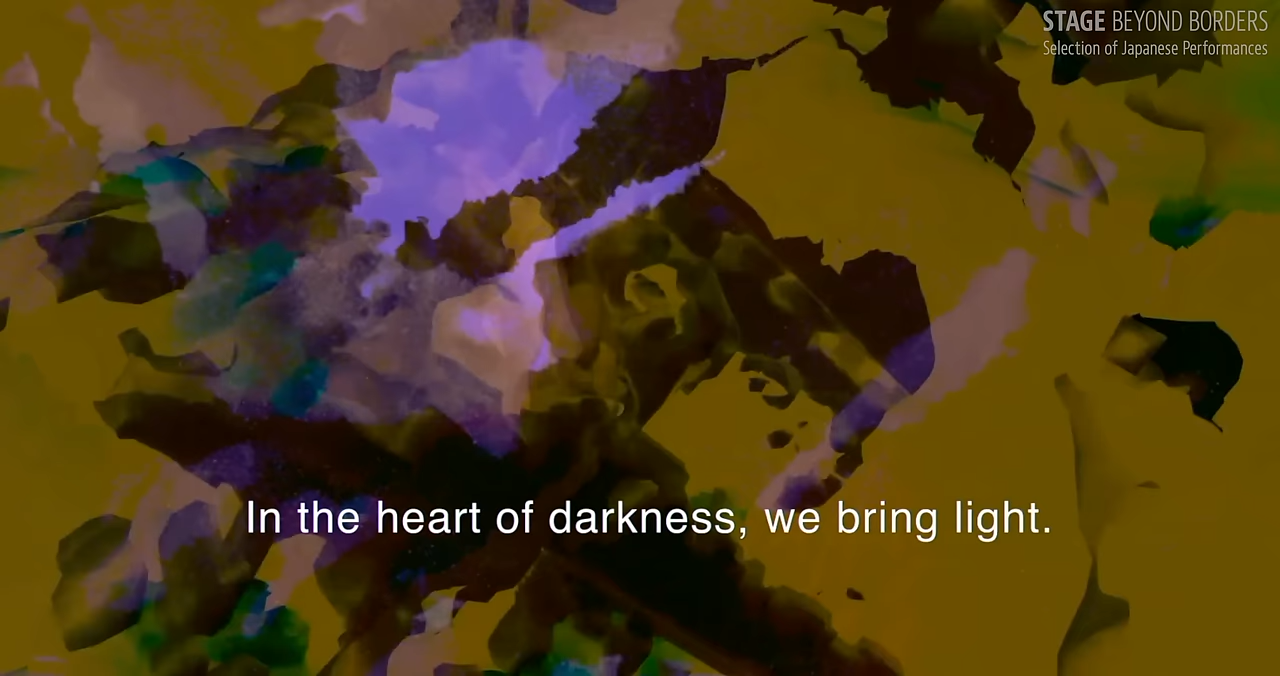 STAGE BEYOND BORDERS
Selection of Japanese Performances
In the heart of darkness, we bring light.